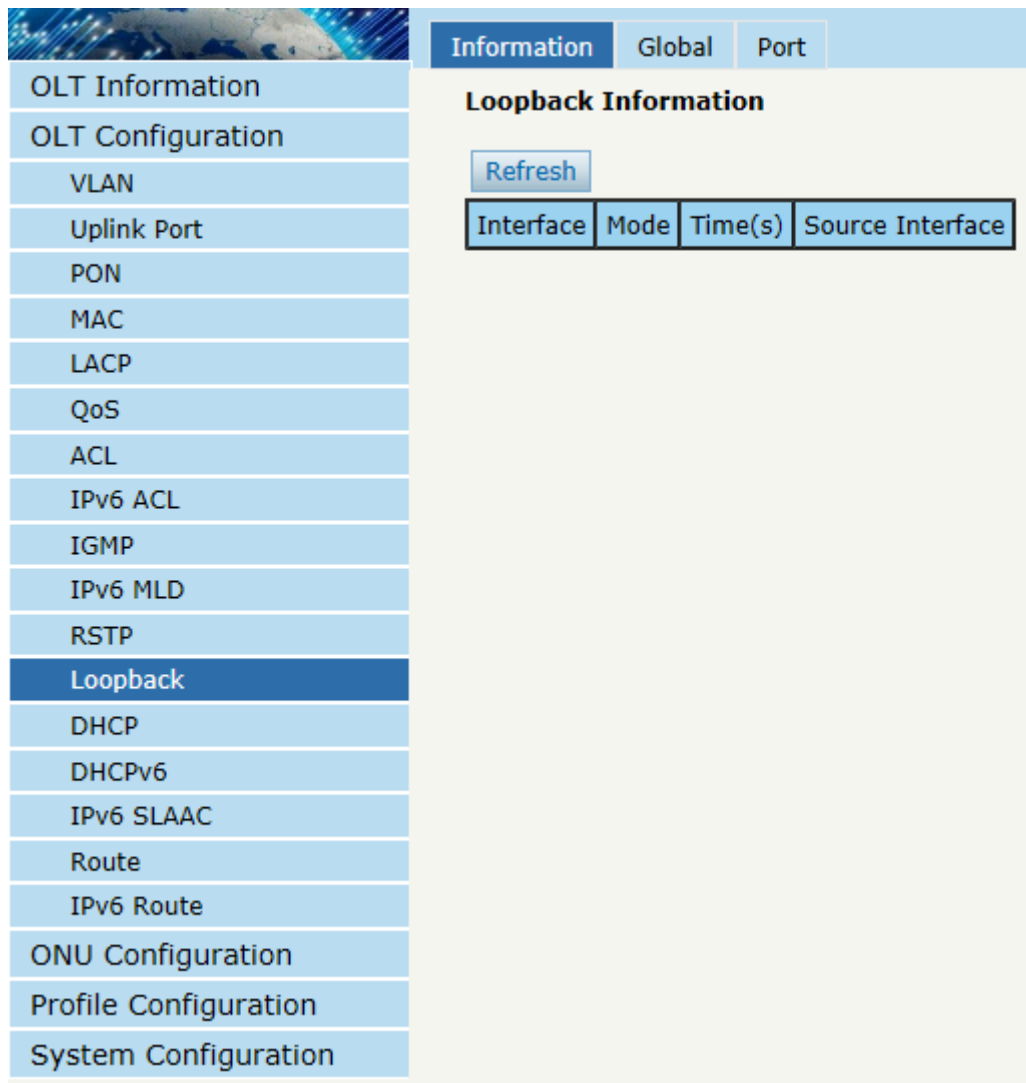 Information Global Port
OLT Information
OLT Configuration
VLAN
Uplink Port
PON
MAC
LACP
QoS
ACL
IPv6 ACL
IGMP
IPv6 MLD
RSTP
Loopback
DHCP
DHCPv6
IPv6 SLAAC
Route
IPv6 Route
ONU Configuration
Profile Configuration
System Configuration
Loopback Information
Refresh
Interface Mode Time(s) Source Interface